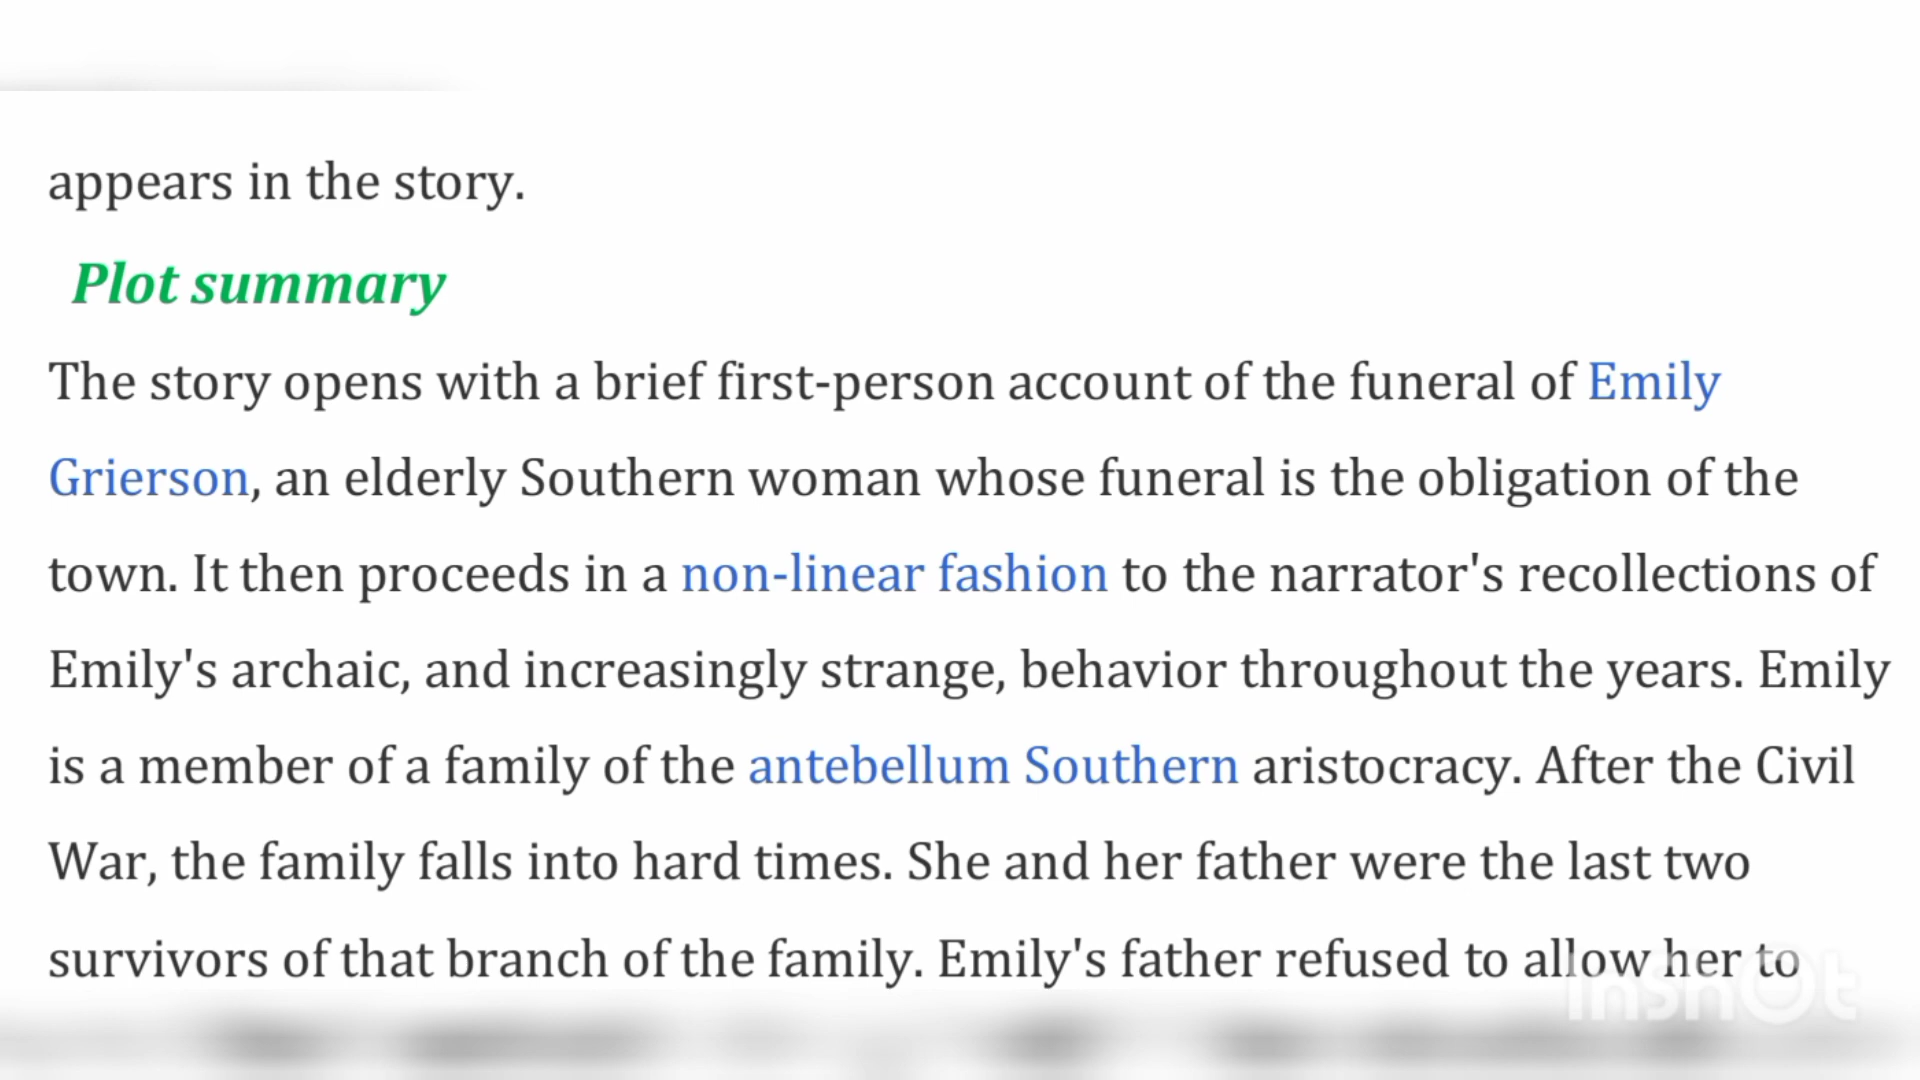 appears in the story.
Plot summary
The story opens with a brief first-person account of the funeral of Emily
Grierson, an elderly Southern woman whose funeral is the obligation of the
town. It then proceeds in a non-linear fashion to the narrator's recollections of
Emily's archaic, and increasingly strange, behavior throughout the years. Emily
is a member of a family of the antebellum Southern aristocracy. After the Civil
War, the family falls into hard times. She and her father were the last two
survivors of that branch of the family. Emily's father refused to allow her to
InShOt